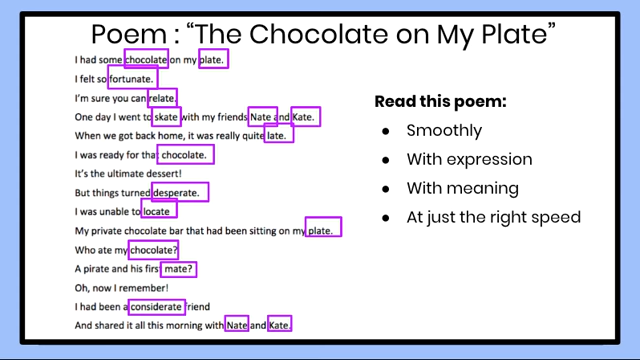 Poem : “The Chocolate on My Plate”
I had some chocolate on my plate.
I felt so fortunate.
I'm sure you can relate.
One day I went to skate with my friends Nate and Kate.
When we got back home, it was really quite late.
I was ready for that chocolate.
It's the ultimate dessert!
But things turned desperate.
I was unable to locate
My private chocolate bar that had been sitting on my plate.
Who ate my chocolate?
A pirate and his first mate?
Oh, now I remember!
I had been a considerate friend
And shared it all this morning with Nate and Kate.
Read this poem:
● Smoothly
● With expression
● With meaning
● At just the right speed